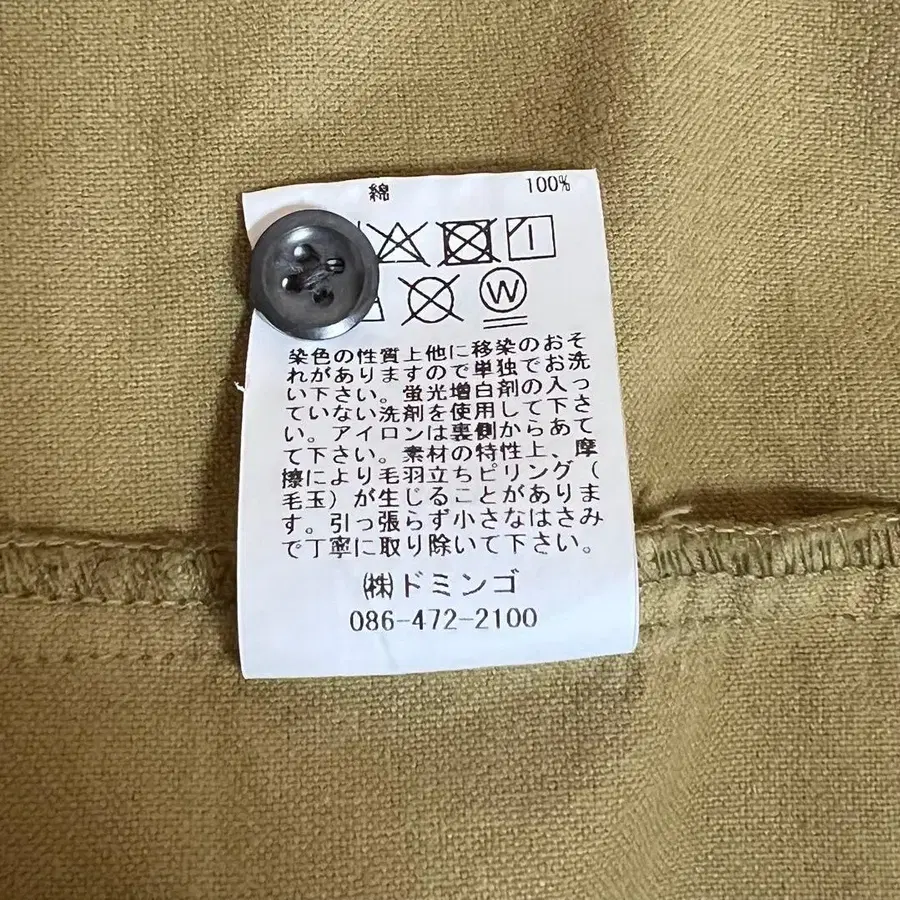 綿 100%
W
染色の性質上他に移染のおそ
れがありますので単独でお洗
い下さい。蛍光増白剤の入っ
ていない洗剤を使用して下さ
い。アイロンは裏側からあて
て下さい。素材の特性上、摩
擦により毛羽立ちピリング(
毛玉)が生じることがありま
す。引っ張らず小さなはさみ
で丁寧に取り除いて下さい。
㈱ドミンゴ
086-472-2100